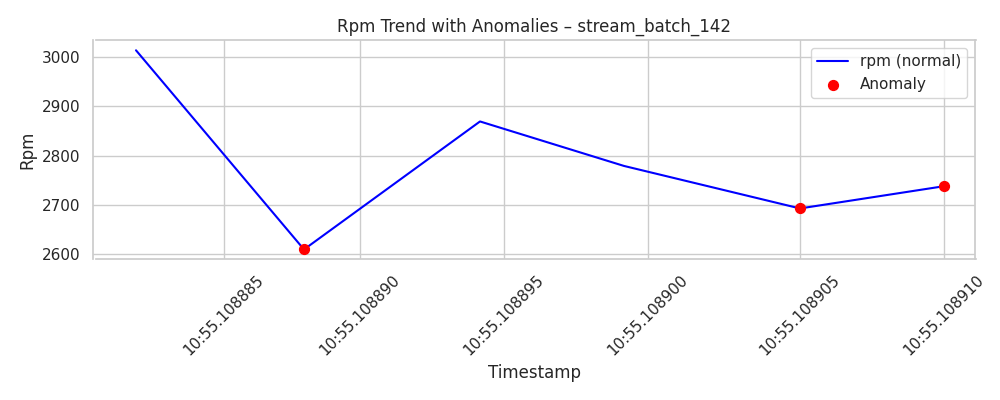 Rpm Trend with Anomalies – stream_batch_142
rpm (normal)
Anomaly
Rpm
3000
2900
2800
2700
2600
10:55.108885
10:55.108890
10:55.108895
10:55.108900
10:55.108905
10:55.108910
Timestamp